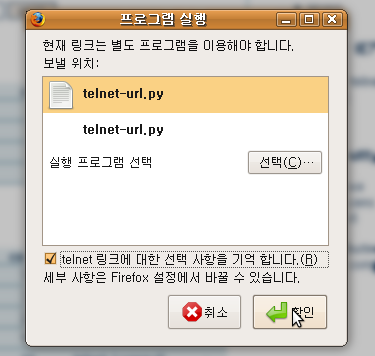 프로그램 실행
현재 링크는 별도 프로그램을 이용해야 합니다.
보낼 위치:
telnet-url.py
telnet-url.py
실행 프로그램 선택
선택(C)...
telnet 링크에 대한 선택 사항을 기억 합니다.(R)
세부 사항은 Firefox 설정에서 바꿀 수 있습니다.
취소
확인